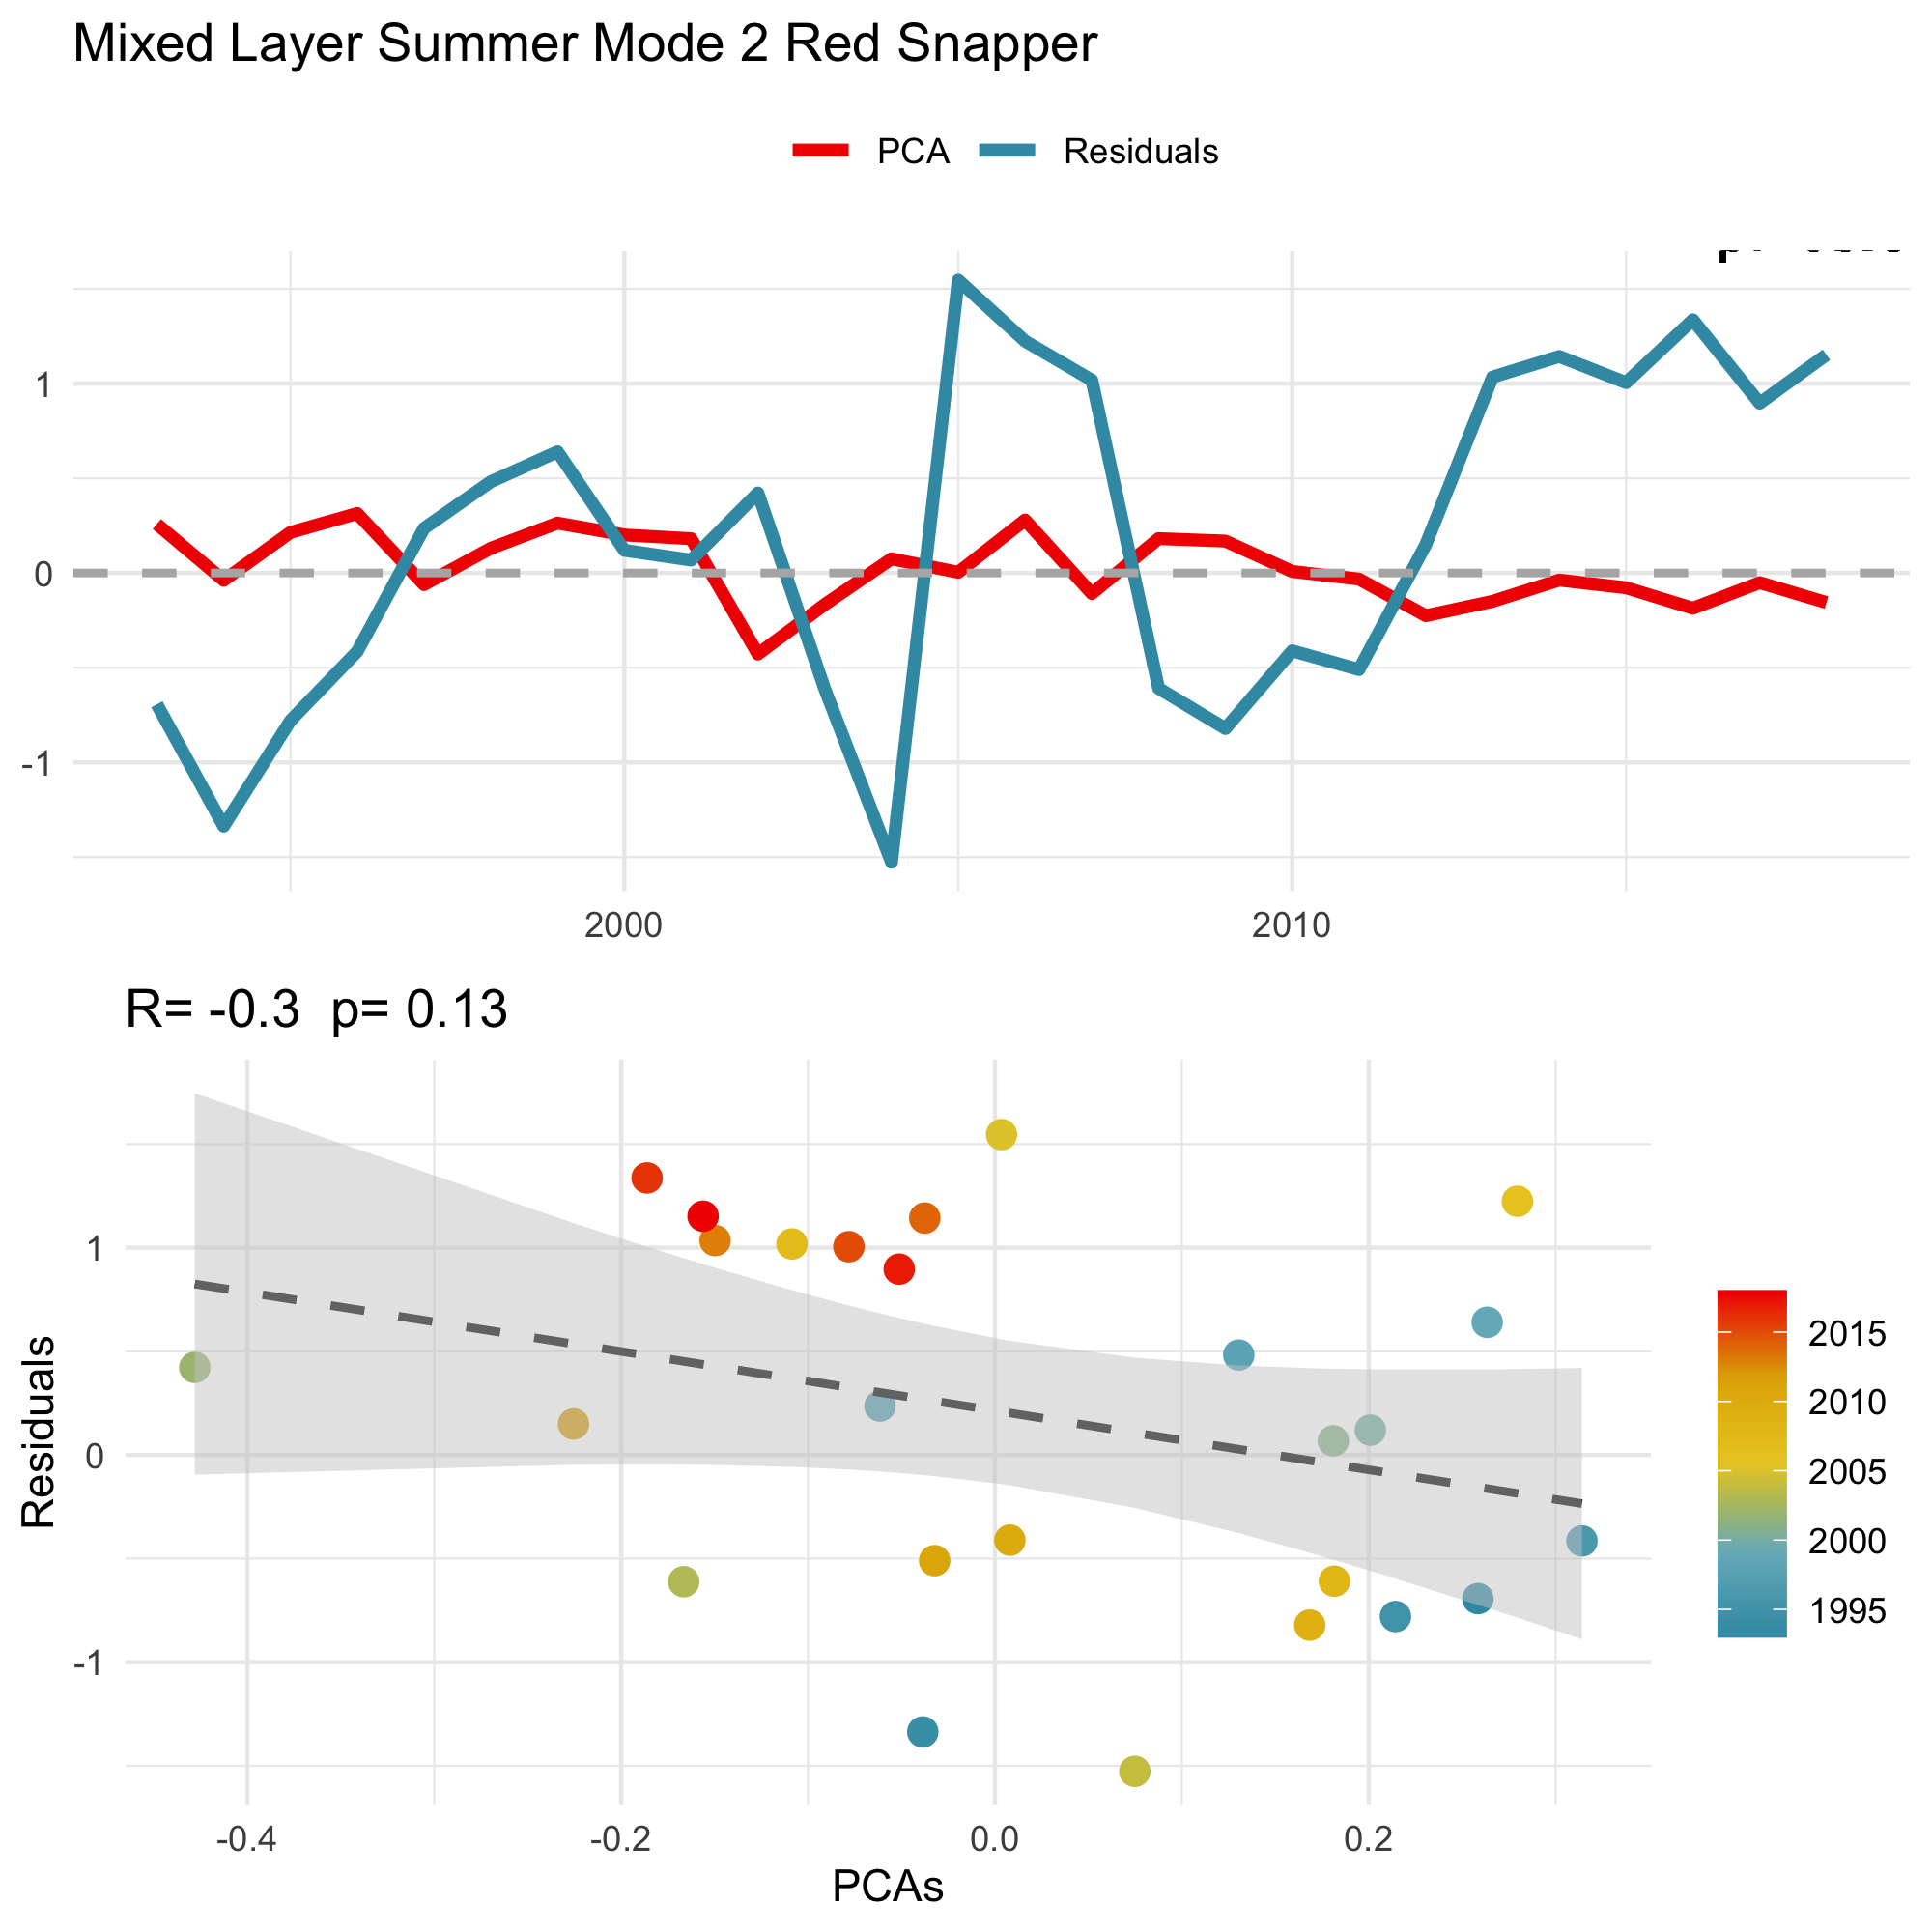 Mixed Layer Summer Mode 2 Red Snapper
PCA Residuals
1
0
-1
2000 2010
R= -0.3 p= 0.13
Residuals
1
0
-1
-0.4 -0.2 0.0 0.2
PCAs
2015
2010
2005
2000
1995